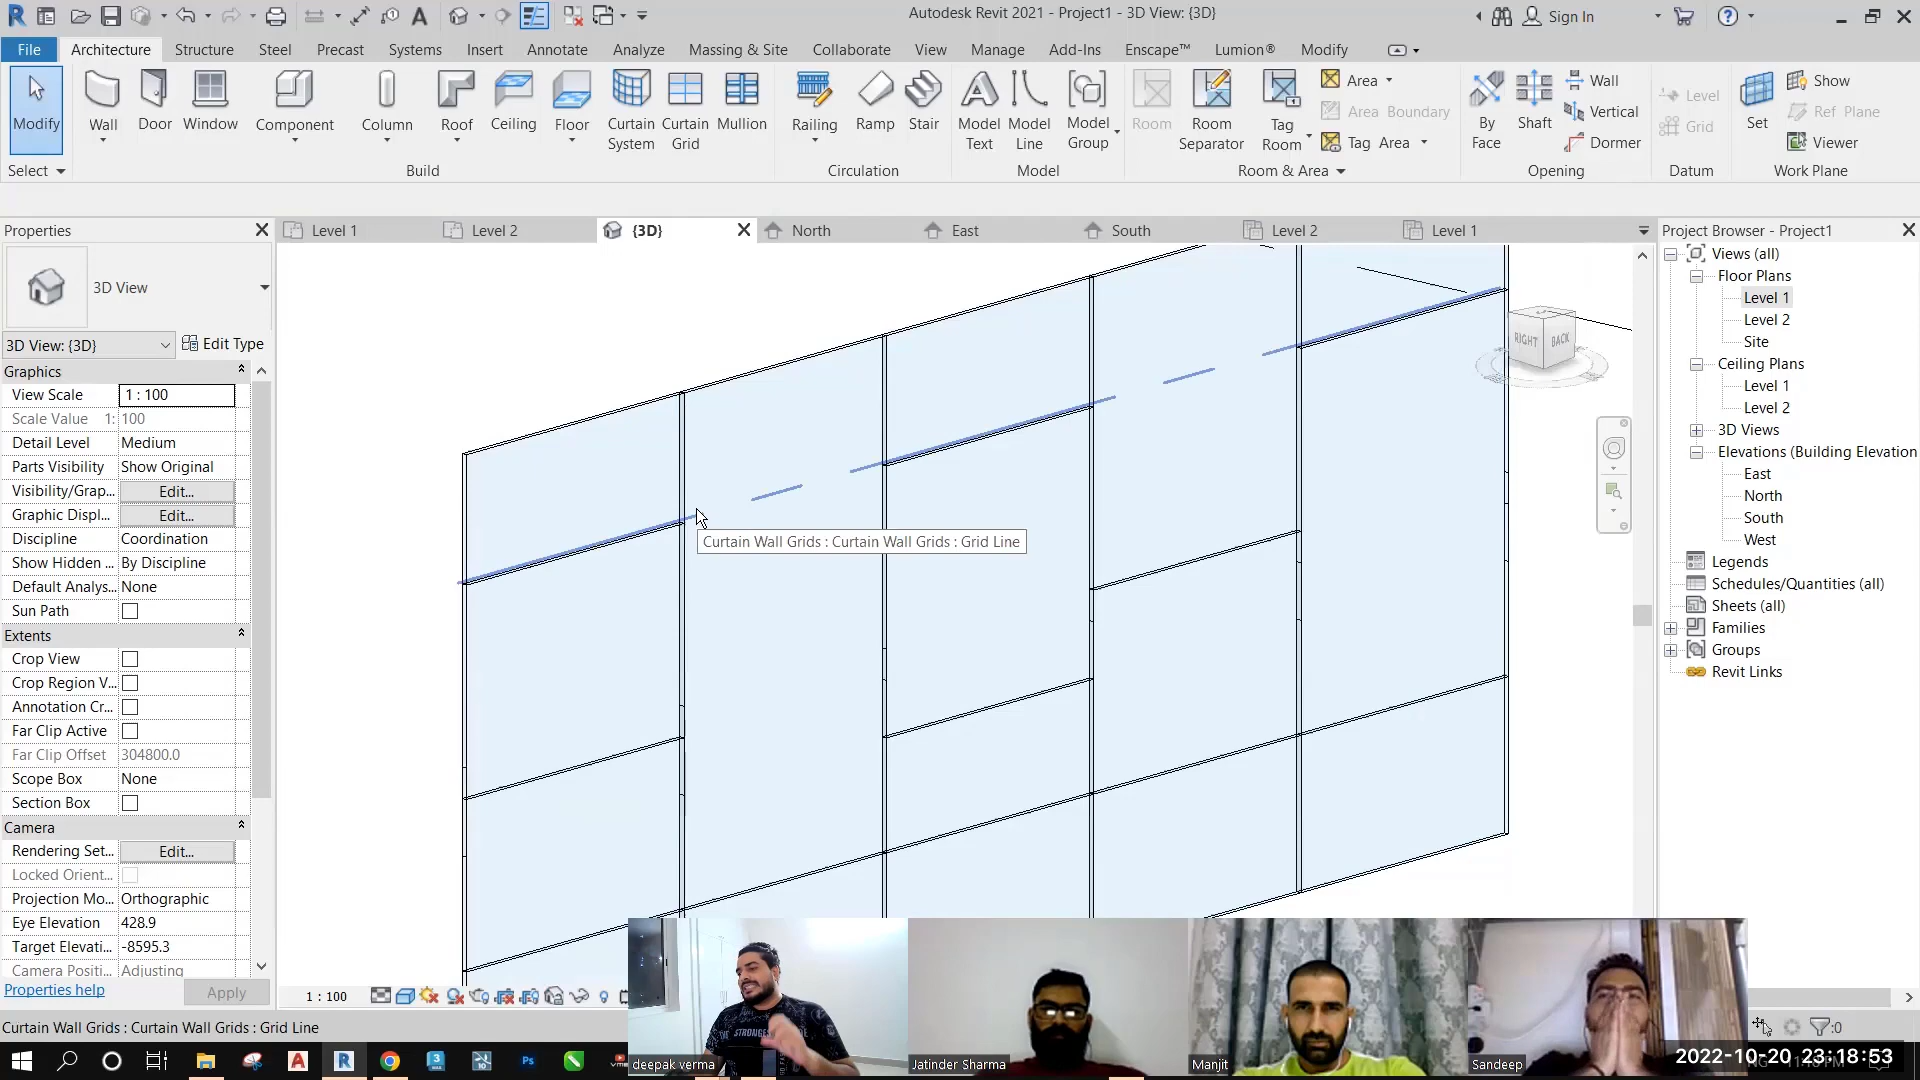 Autodesk Revit 2021 - Project1 - 3D View: {3D}
Sign In
File Architecture Structure Steel Precast Systems Insert Annotate Analyze Massing & Site Collaborate View Manage Add-Ins Enscape™ Lumion® Modify
Modify
Wall
Door
Window
Component
Column
Roof
Ceiling
Floor
Curtain System
Curtain Grid
Mullion
Railing
Ramp
Stair
Model Text
Model Line
Model Group
Room
Room Separator
Tag Room
Area
Area Boundary
Tag Area
By Face
Shaft
Wall
Vertical
Dormer
Level
Grid
Set
Show
Ref Plane
Viewer
Select
Build
Circulation
Model
Room & Area
Opening
Datum
Work Plane
Properties
Level 1
Level 2
{3D}
North
East
South
Level 2
Level 1
Project Browser - Project1
3D View
3D View: {3D}
Edit Type
Graphics
View Scale 1 : 100
Scale Value 1: 100
Detail Level Medium
Parts Visibility Show Original
Visibility/Grap... Edit...
Graphic Displ... Edit...
Discipline Coordination
Show Hidden ... By Discipline
Default Analys... None
Sun Path
Extents
Crop View
Crop Region V...
Annotation Cr...
Far Clip Active
Far Clip Offset 304800.0
Scope Box None
Section Box
Camera
Rendering Set... Edit...
Locked Orient...
Projection Mo... Orthographic
Eye Elevation 428.9
Target Elevati... -8595.3
Camera Positi... Adjusting
Properties help
Apply
Curtain Wall Grids : Curtain Wall Grids : Grid Line
RIGHT
BACK
Views (all)
Floor Plans
Level 1
Level 2
Site
Ceiling Plans
Level 1
Level 2
3D Views
Elevations (Building Elevation
East
North
South
West
Legends
Schedules/Quantities (all)
Sheets (all)
Families
Groups
Revit Links
1 : 100
Curtain Wall Grids : Curtain Wall Grids : Grid Line
:0
deepak verma
Jatinder Sharma
Manjit
Sandeep
2022-10-20 23:18:53